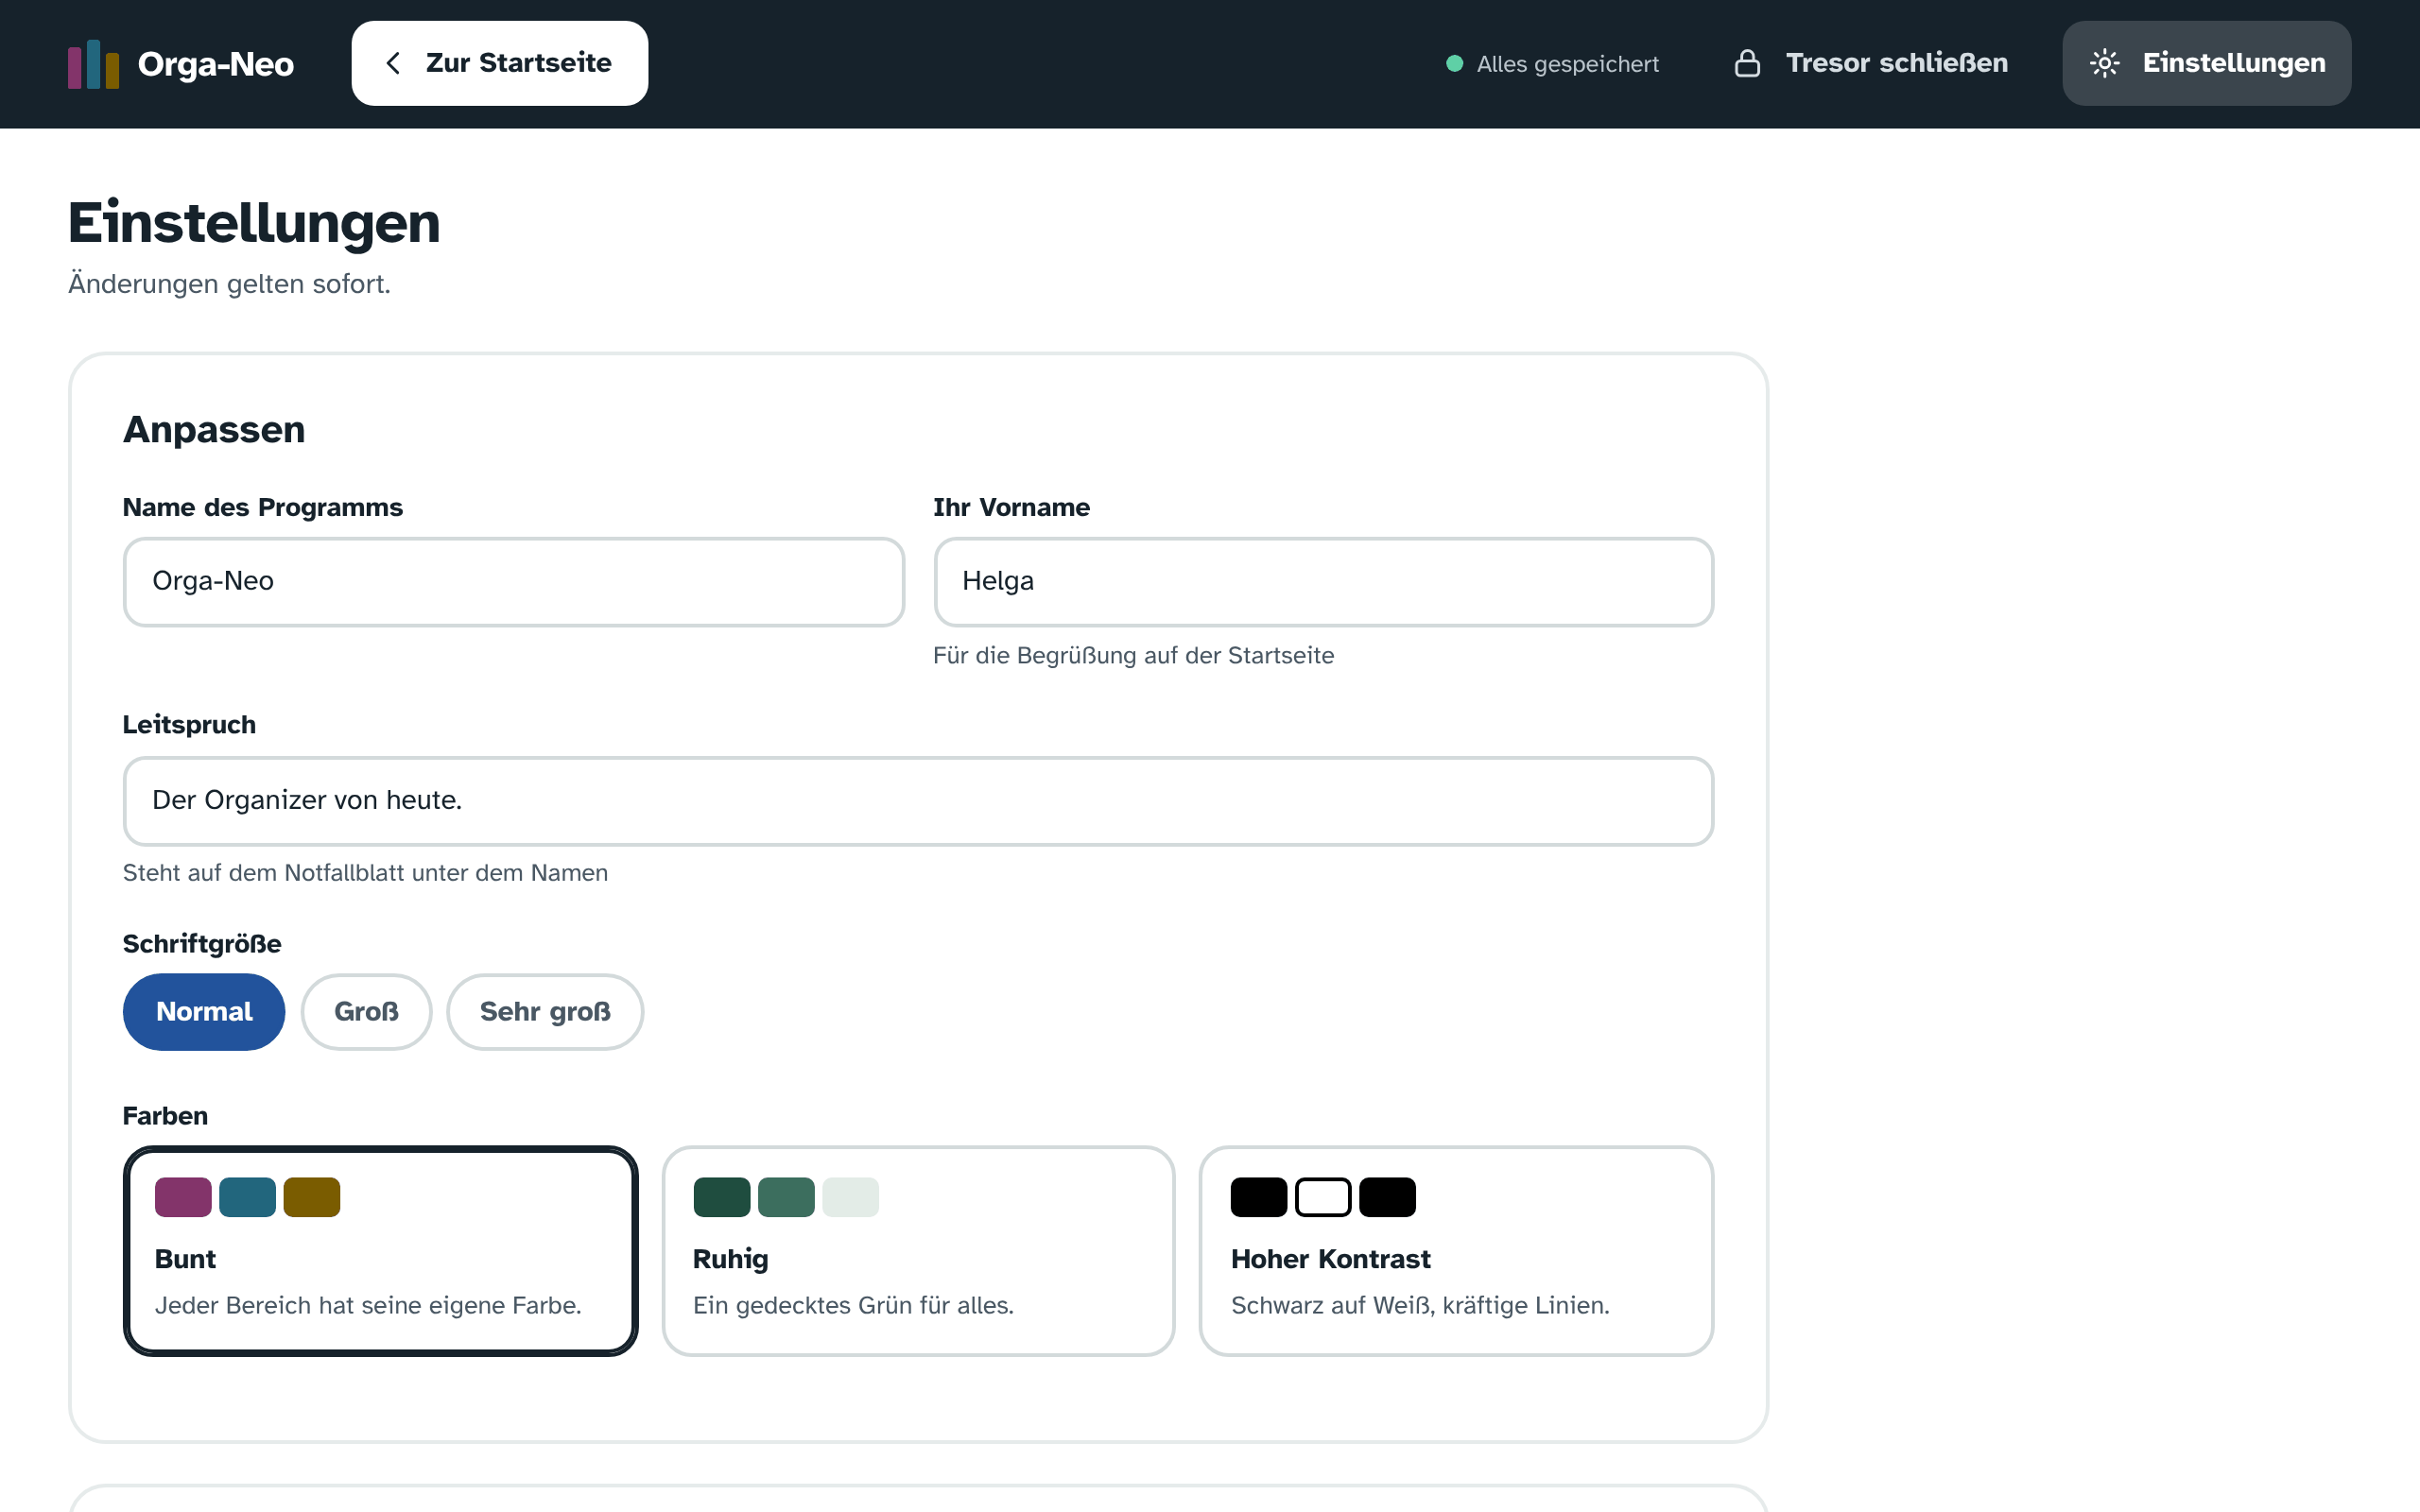 Orga-Neo
Zur Startseite
Alles gespeichert
Tresor schließen
Einstellungen
Einstellungen
Änderungen gelten sofort.
Anpassen
Name des Programms
Ihr Vorname
Orga-Neo
Helga
Für die Begrüßung auf der Startseite
Leitspruch
Der Organizer von heute.
Steht auf dem Notfallblatt unter dem Namen
Schriftgröße
Normal
Groß
Sehr groß
Farben
Bunt
Jeder Bereich hat seine eigene Farbe.
Ruhig
Ein gedecktes Grün für alles.
Hoher Kontrast
Schwarz auf Weiß, kräftige Linien.